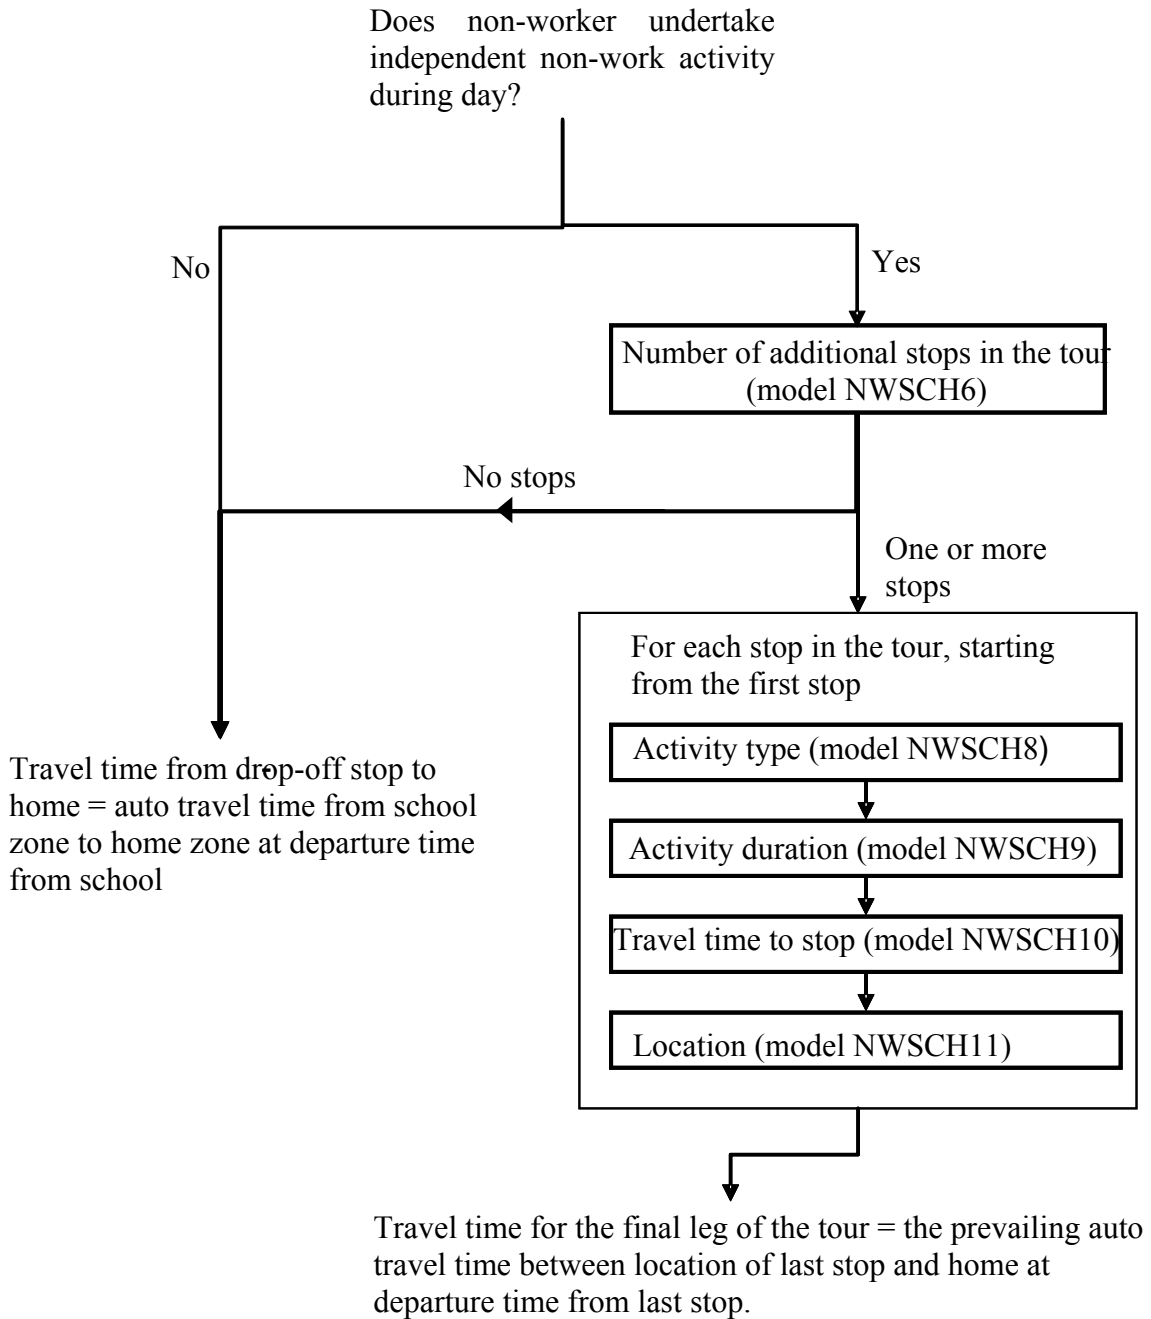 Does non-worker undertake
independent non-work activity
during day?
No
Yes
Number of additional stops in the tour
(model NWSCH6)
No stops
One or more
stops
For each stop in the tour, starting
from the first stop
Activity type (model NWSCH8)
Activity duration (model NWSCH9)
Travel time to stop (model NWSCH10)
Location (model NWSCH11)
Travel time from drop-off stop to
home = auto travel time from school
zone to home zone at departure time
from school
Travel time for the final leg of the tour = the prevailing auto
travel time between location of last stop and home at
departure time from last stop.